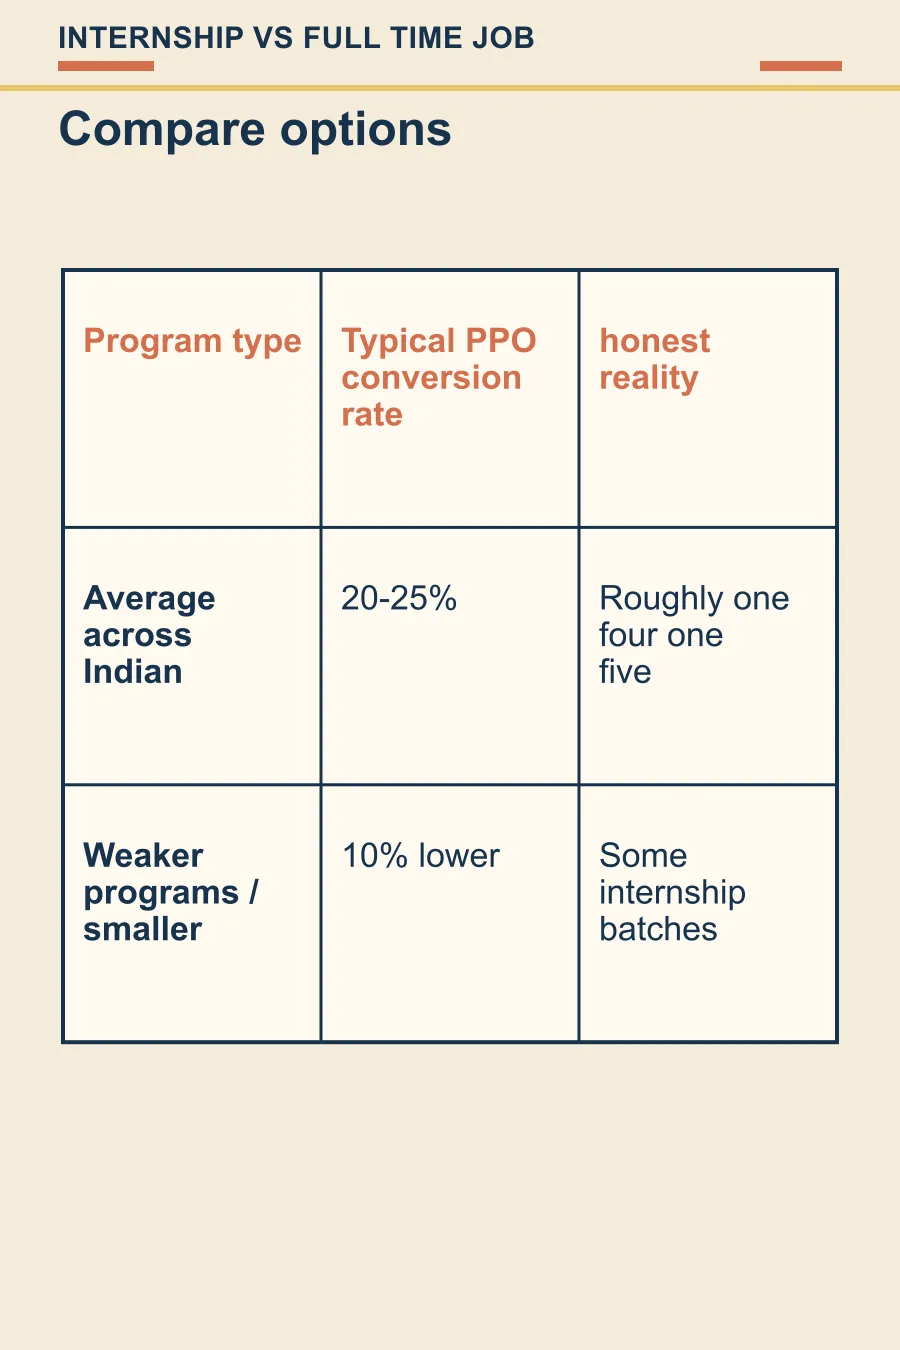 INTERNSHIP VS FULL TIME JOB
Compare options
Program type
Typical PPO
conversion
rate
honest
reality
Average
across
Indian
20-25%
Roughly one
four one
five
Weaker
programs /
smaller
10% lower
Some
internship
batches